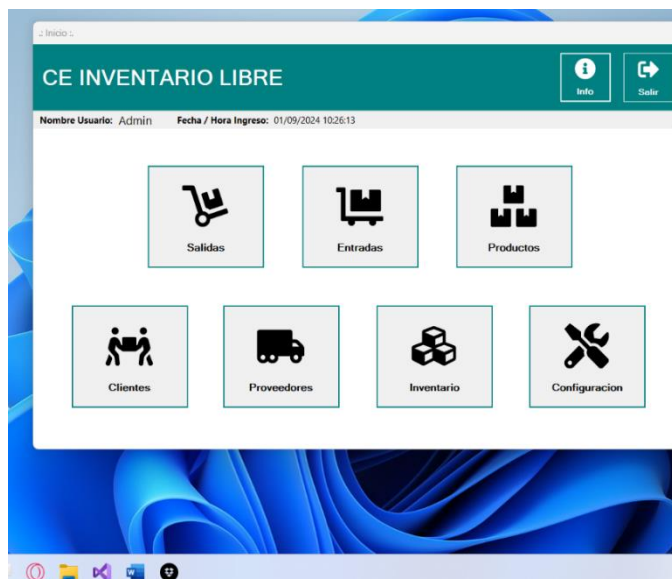 .: Inicio :.
CE INVENTARIO LIBRE
Info
Salir
Nombre Usuario: Admin Fecha / Hora Ingreso: 01/09/2024 10:26:13
Salidas
Entradas
Productos
Clientes
Proveedores
Inventario
Configuracion